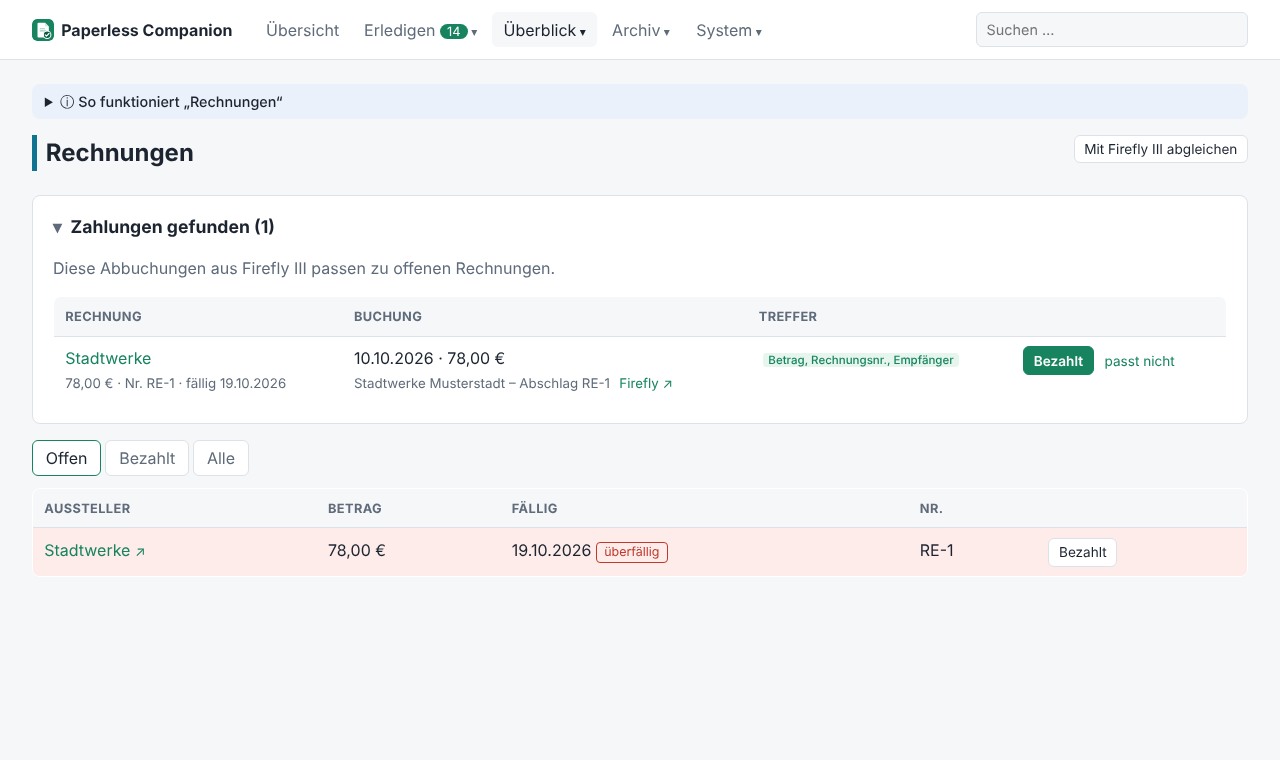 Paperless Companion Übersicht Erledigen 14 ▾ Überblick ▾ Archiv ▾ System ▾ Suchen ...
▶ ⓘ So funktioniert „Rechnungen“
Rechnungen Mit Firefly III abgleichen
▼ Zahlungen gefunden (1)
Diese Abbuchungen aus Firefly III passen zu offenen Rechnungen.
RECHNUNG BUCHUNG TREFFER
Stadtwerke 10.10.2026 · 78,00 € Betrag, Rechnungsnr., Empfänger Bezahlt passt nicht
78,00 € · Nr. RE-1 · fällig 19.10.2026 Stadtwerke Musterstadt – Abschlag RE-1 Firefly ↗
Offen Bezahlt Alle
AUSSTELLER BETRAG FÄLLIG NR.
Stadtwerke ↗ 78,00 € 19.10.2026 überfällig RE-1 Bezahlt